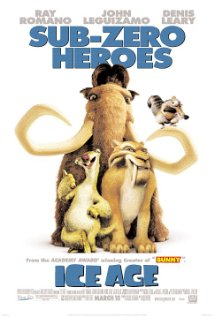 RAY ROMANO JOHN LEGUIZAMO DENIS LEARY
SUB-ZERO
HEROES
From the ACADEMY AWARD winning Creator of "BUNNY"
ICE AGE
MARCH 15